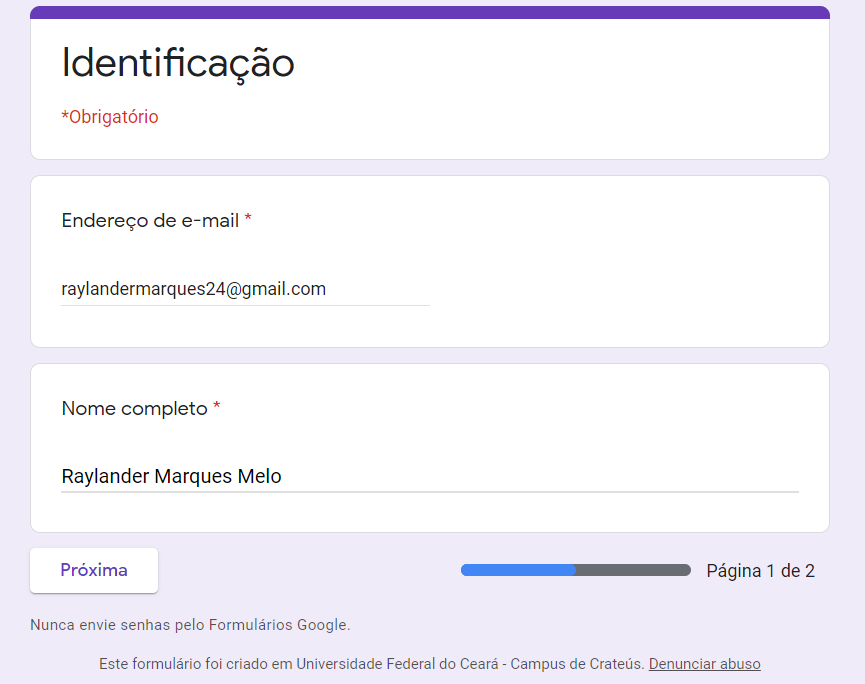 Identificação
*Obrigatório
Endereço de e-mail *
raylandermarques24@gmail.com
Nome completo *
Raylander Marques Melo
Próxima
Página 1 de 2
Nunca envie senhas pelo Formulários Google.
Este formulário foi criado em Universidade Federal do Ceará - Campus de Crateús. Denunciar abuso